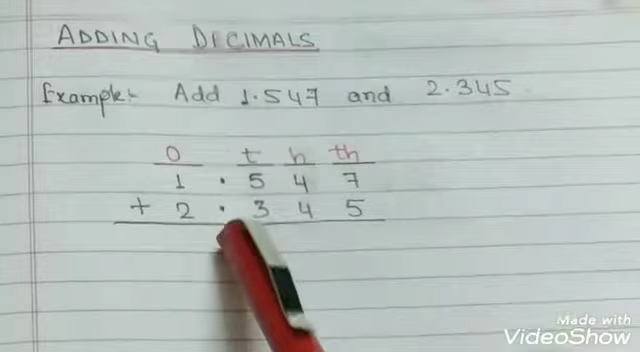 ADDING DECIMALS
Example:- Add 1.547 and 2.345
O t h th
1 . 5 4 7
+ 2 . 3 4 5
Made with
VideoShow